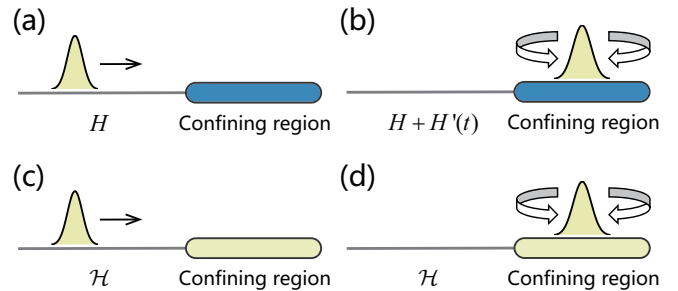 (a)
(b)
H
Confining region
H + H '(t)
Confining region
(c)
(d)
ℋ
Confining region
ℋ
Confining region